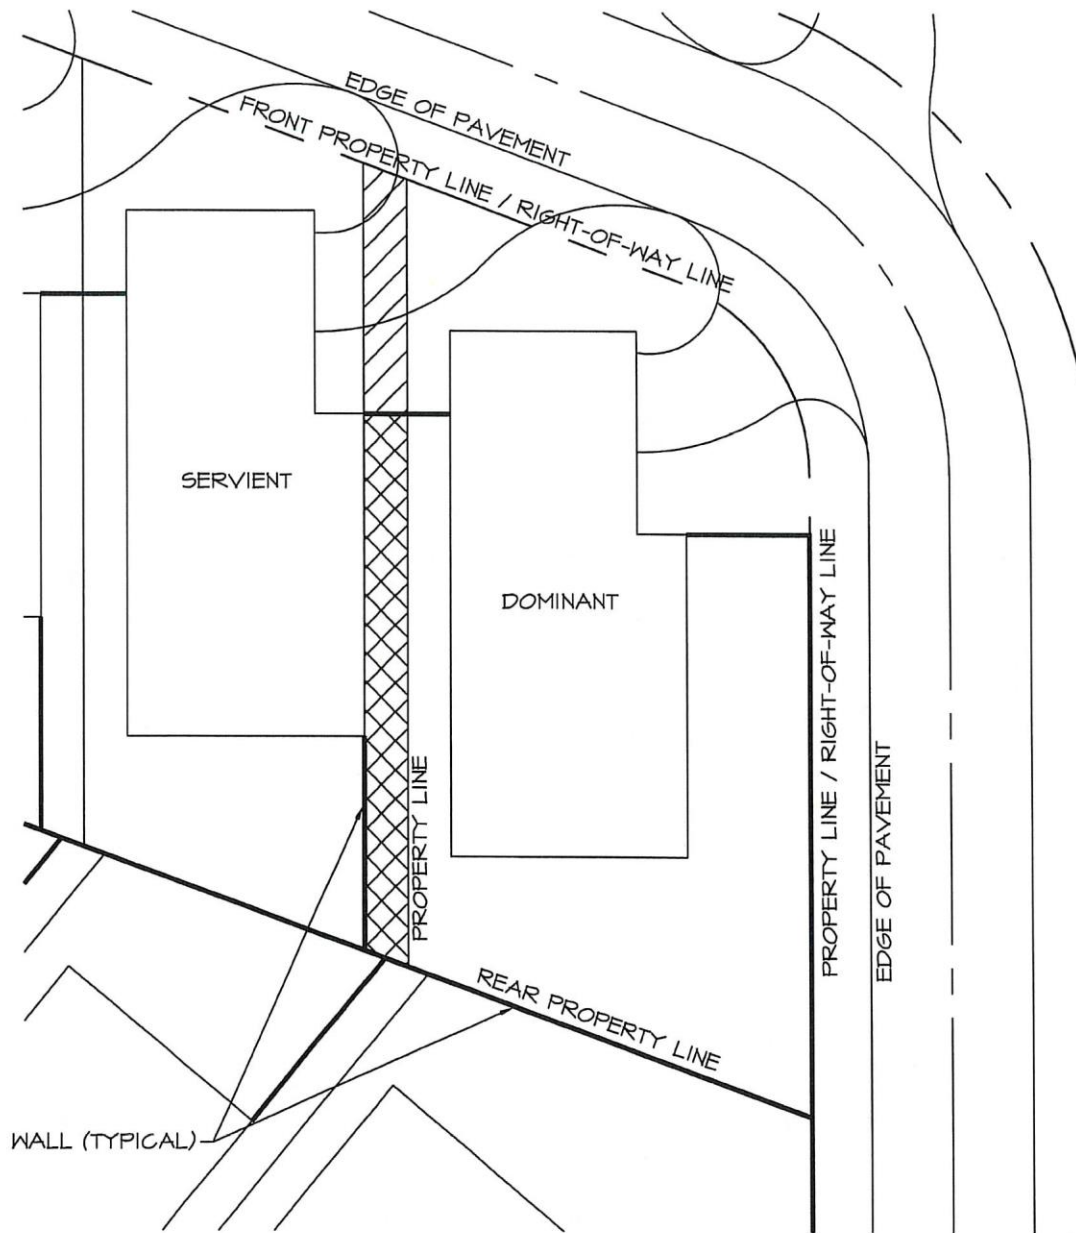 EDGE OF PAVEMENT
FRONT PROPERTY LINE / RIGHT-OF-WAY LINE
SERVIENT
DOMINANT
PROPERTY LINE
PROPERTY LINE / RIGHT-OF-WAY LINE
EDGE OF PAVEMENT
REAR PROPERTY LINE
WALL (TYPICAL)